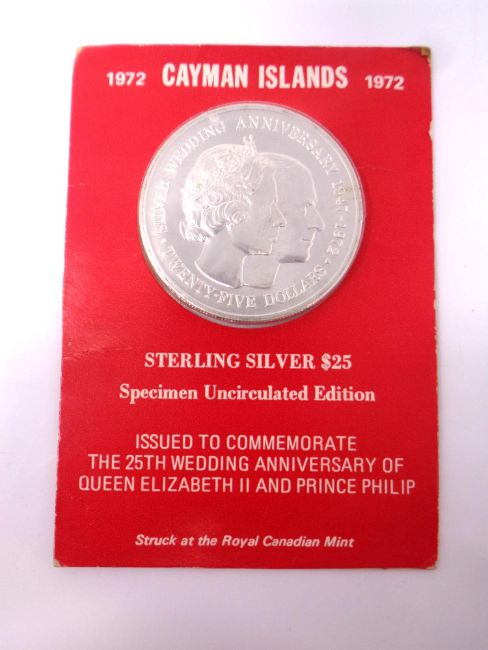 1972 CAYMAN ISLANDS 1972
· SILVER WEDDING ANNIVERSARY 1947-1972 ·
TWENTY-FIVE DOLLARS
STERLING SILVER $25
Specimen Uncirculated Edition
ISSUED TO COMMEMORATE
THE 25TH WEDDING ANNIVERSARY OF
QUEEN ELIZABETH II AND PRINCE PHILIP
Struck at the Royal Canadian Mint